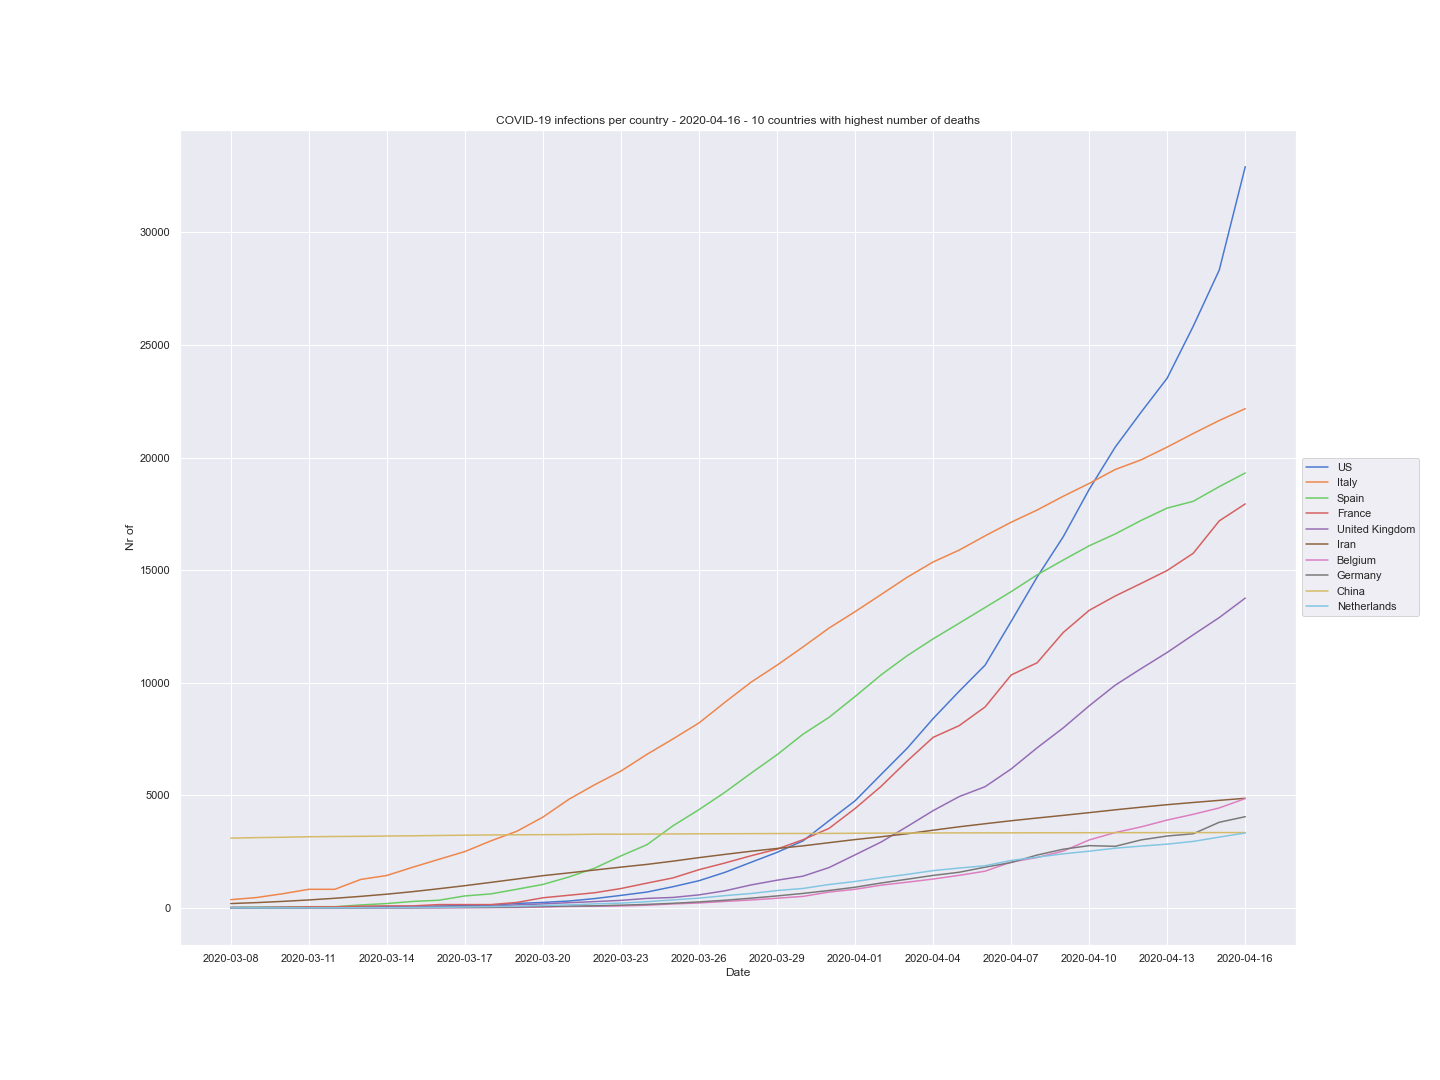 COVID-19 infections per country - 2020-04-16 - 10 countries with highest number of deaths
30000
25000
20000
15000
10000
5000
0
Nr of
US
Italy
Spain
France
United Kingdom
Iran
Belgium
Germany
China
Netherlands
2020-03-08 2020-03-11 2020-03-14 2020-03-17 2020-03-20 2020-03-23 2020-03-26 2020-03-29 2020-04-01 2020-04-04 2020-04-07 2020-04-10 2020-04-13 2020-04-16
Date